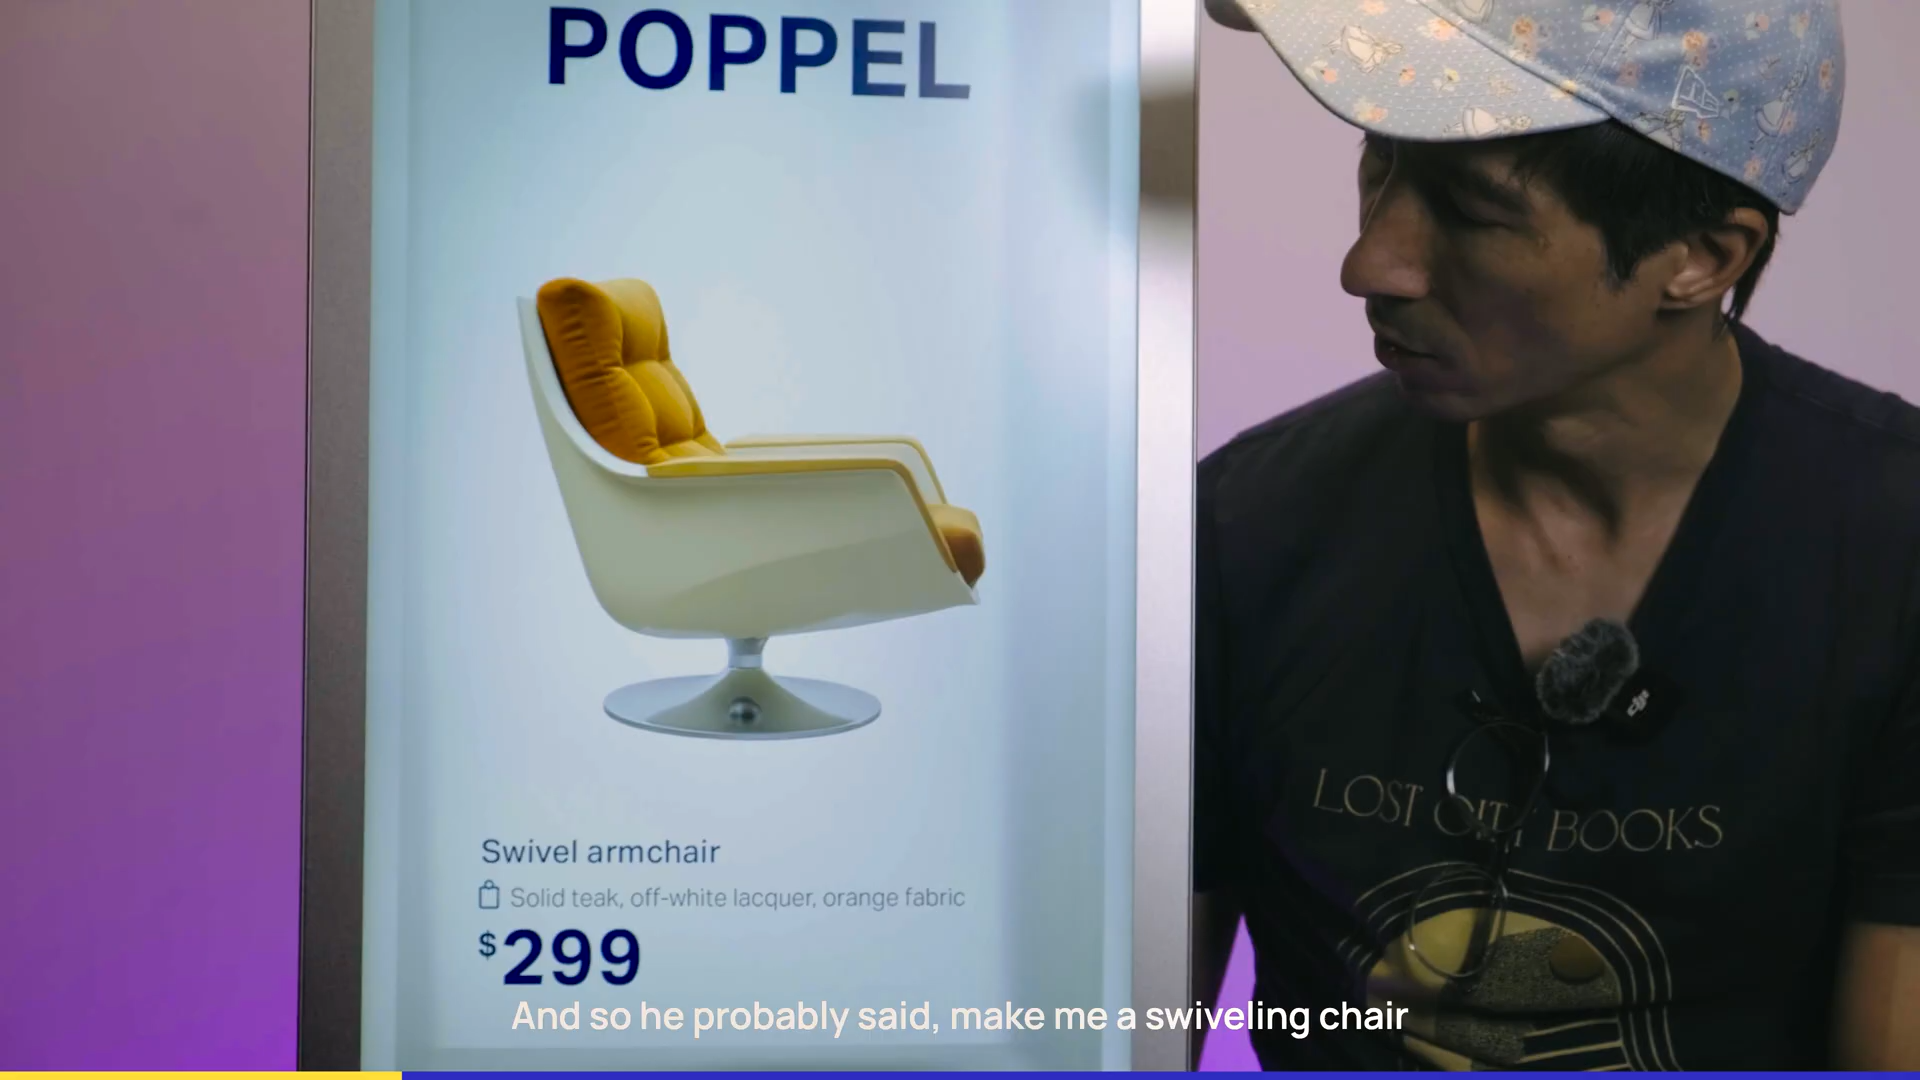 POPPEL
Swivel armchair
Solid teak, off-white lacquer, orange fabric
$299
LOST CITY BOOKS
And so he probably said, make me a swiveling chair